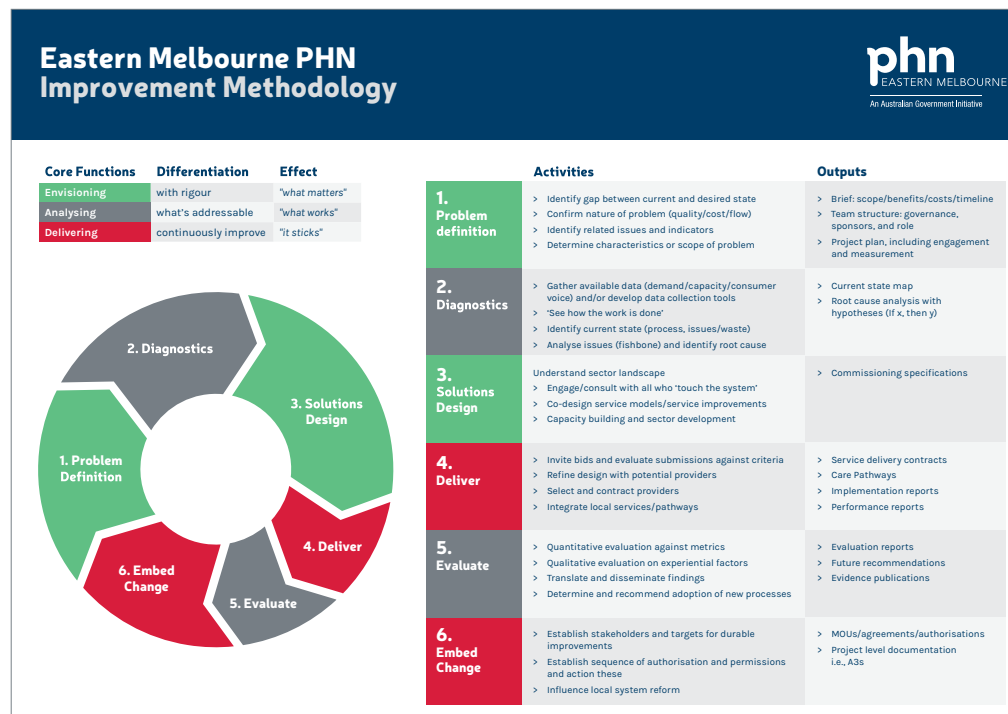 Eastern Melbourne PHN
Improvement Methodology
phn
EASTERN MELBOURNE
An Australian Government Initiative
Core Functions Differentiation Effect
Envisioning with rigour "what matters"
Analysing what's addressable "what works"
Delivering continuously improve "it sticks"
2. Diagnostics
3. Solutions
Design
1. Problem
Definition
4. Deliver
6. Embed
Change
5. Evaluate
Activities Outputs
1.
Problem
definition
> Identify gap between current and desired state
> Confirm nature of problem (quality/cost/flow)
> Identify related issues and indicators
> Determine characteristics or scope of problem
> Brief: scope/benefits/costs/timeline
> Team structure: governance,
sponsors, and role
> Project plan, including engagement
and measurement
2.
Diagnostics
> Gather available data (demand/capacity/consumer
voice) and/or develop data collection tools
> ‘See how the work is done’
> Identify current state (process, issues/waste)
> Analyse issues (fishbone) and identify root cause
> Current state map
> Root cause analysis with
hypotheses (If x, then y)
3.
Solutions
Design
Understand sector landscape
> Engage/consult with all who ‘touch the system’
> Co-design service models/service improvements
> Capacity building and sector development
> Commissioning specifications
4.
Deliver
> Invite bids and evaluate submissions against criteria
> Refine design with potential providers
> Select and contract providers
> Integrate local services/pathways
> Service delivery contracts
> Care Pathways
> Implementation reports
> Performance reports
5.
Evaluate
> Quantitative evaluation against metrics
> Qualitative evaluation on experiential factors
> Translate and disseminate findings
> Determine and recommend adoption of new processes
> Evaluation reports
> Future recommendations
> Evidence publications
6.
Embed
Change
> Establish stakeholders and targets for durable
improvements
> Establish sequence of authorisation and permissions
and action these
> Influence local system reform
> MOUs/agreements/authorisations
> Project level documentation
i.e., A3s